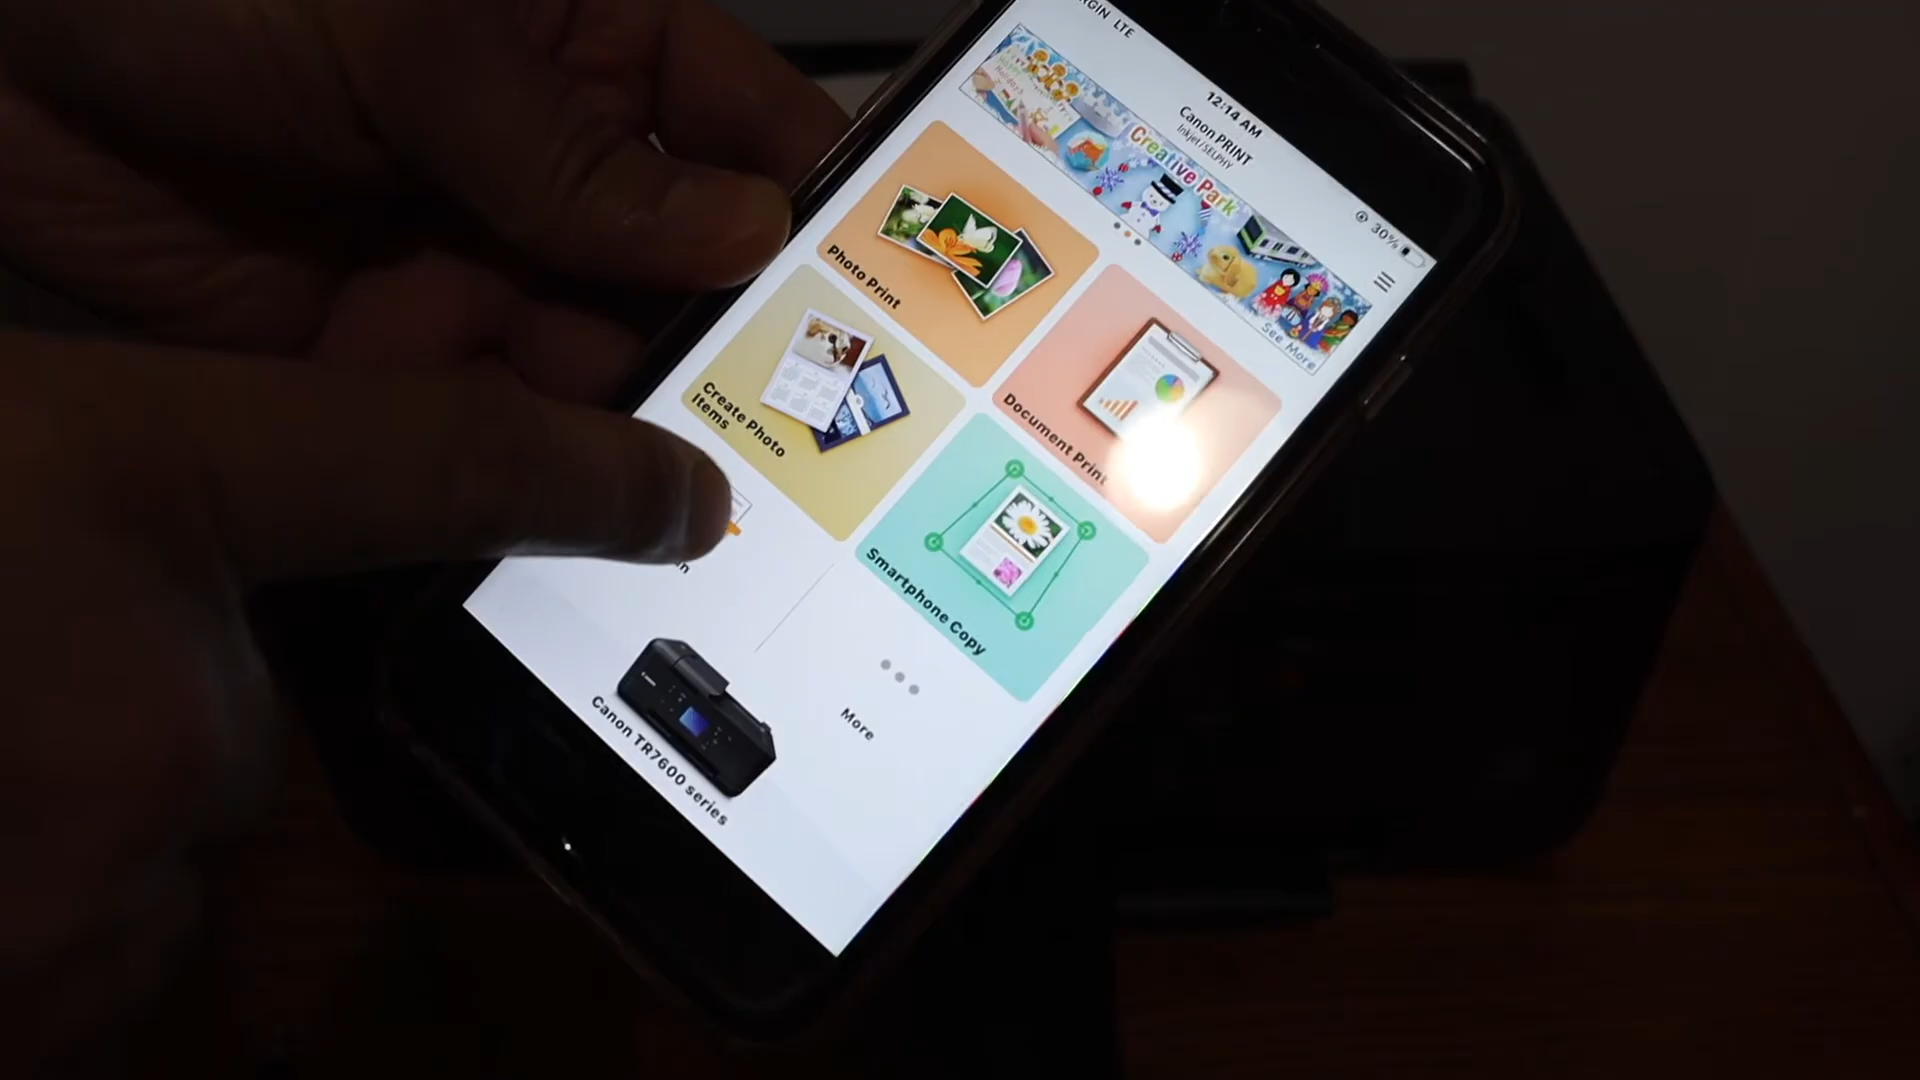 LTE
12:14 AM
30%
Canon PRINT
Inkjet/SELPHY
Creative Park
See More
Photo Print
Document Print
Create Photo
Items
Smartphone Copy
More
Canon TR7600 series